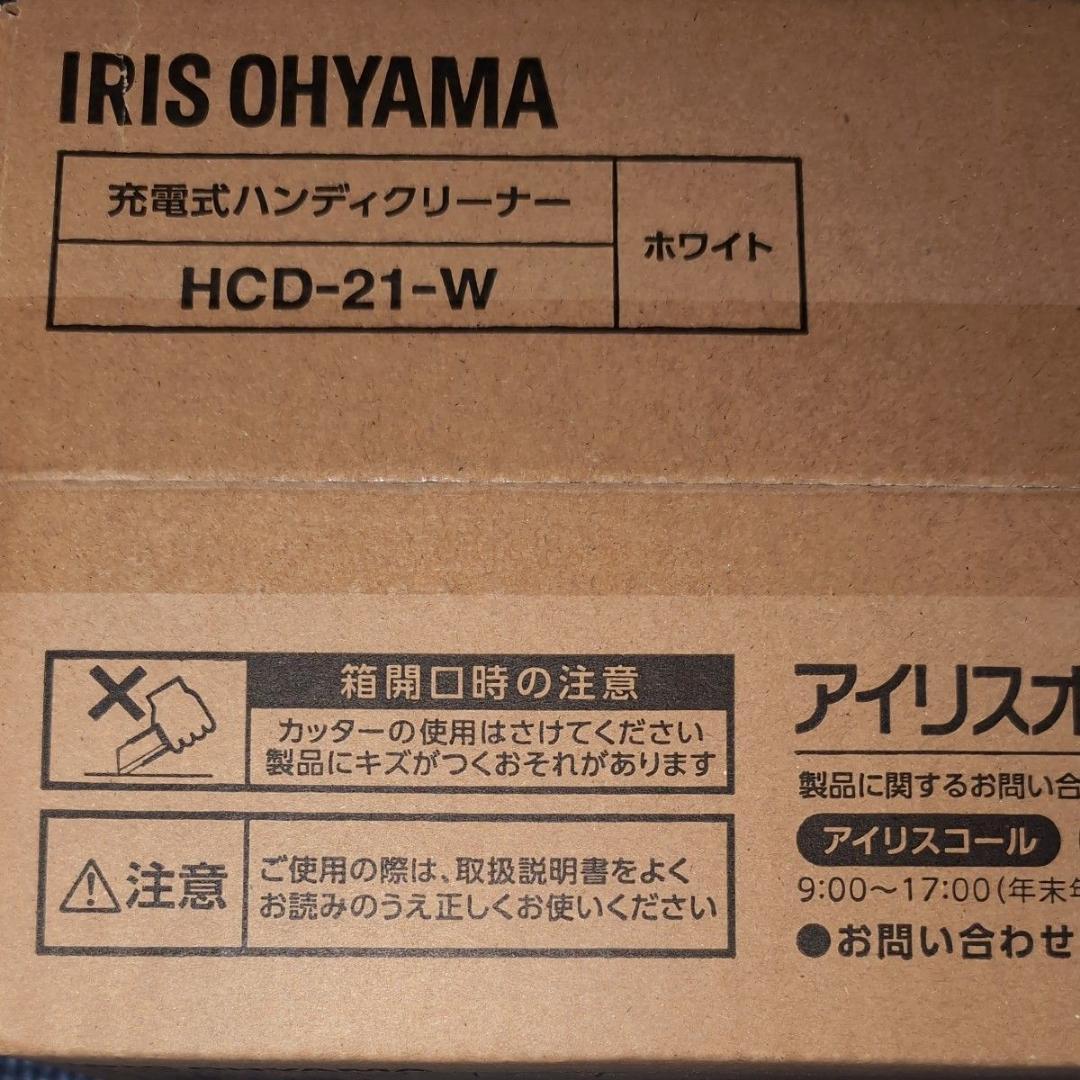 IRIS OHYAMA
充電式ハンディクリーナー
HCD-21-W
ホワイト
箱開口時の注意
カッターの使用はさけてください
製品にキズがつくおそれがあります
注意
ご使用の際は、取扱説明書をよく
お読みのうえ正しくお使いください
アイリスオ
製品に関するお問い合
アイリスコール
9:00〜17:00(年末年
●お問い合わせ